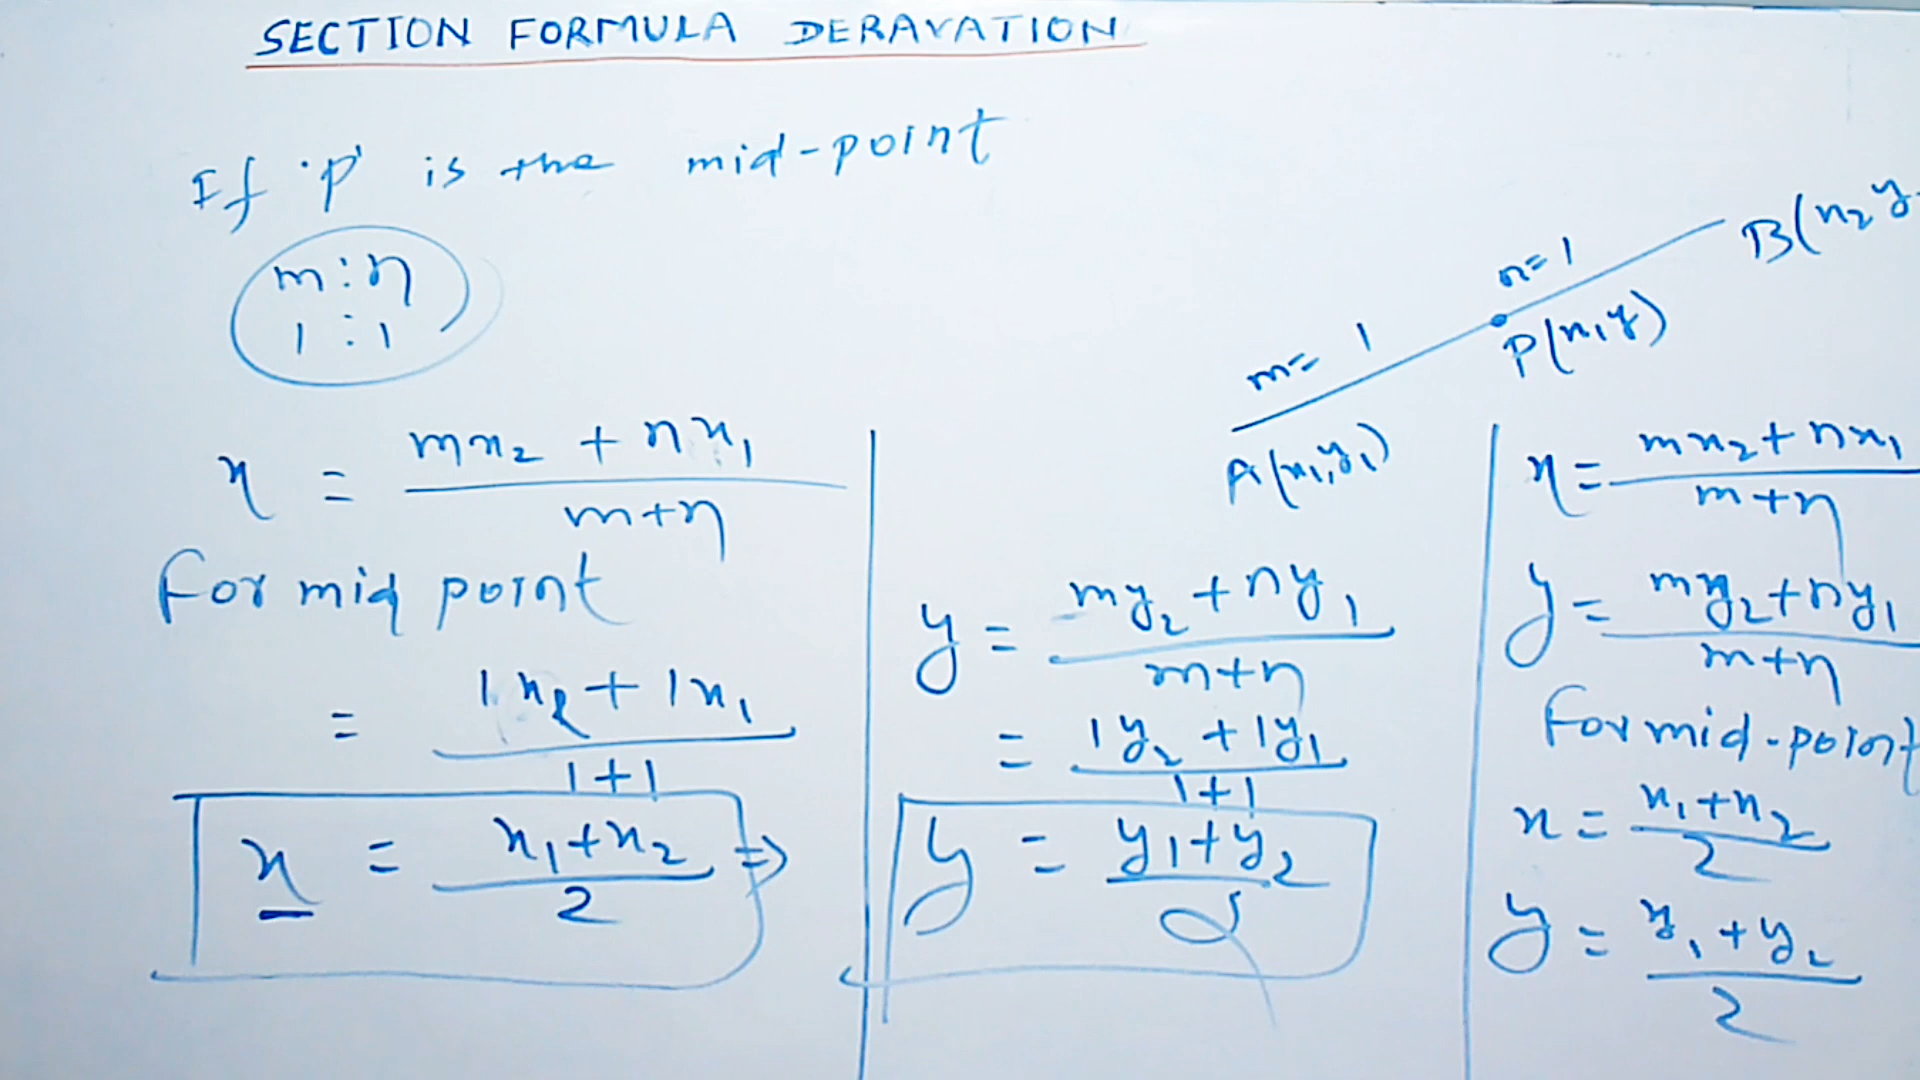 SECTION FORMULA DERAVATION
If 'P' is the mid-point
m:n
1:1
x = mx₂ + nx₁ / m+n
For mid point
= 1x₂ + 1x₁ / 1+1
x = x₁+x₂ / 2 ⇒
y = my₂ + ny₁ / m+n
= 1y₂ + 1y₁ / 1+1
y = y₁+y₂ / 2
m= 1
n=1
B(x₂ y
P(x,y)
A(x₁,y₁)
x= mx₂+nx₁ / m+n
y= my₂+ny₁ / m+n
For mid-point
x= x₁+x₂ / 2
y= y₁+y₂ / 2